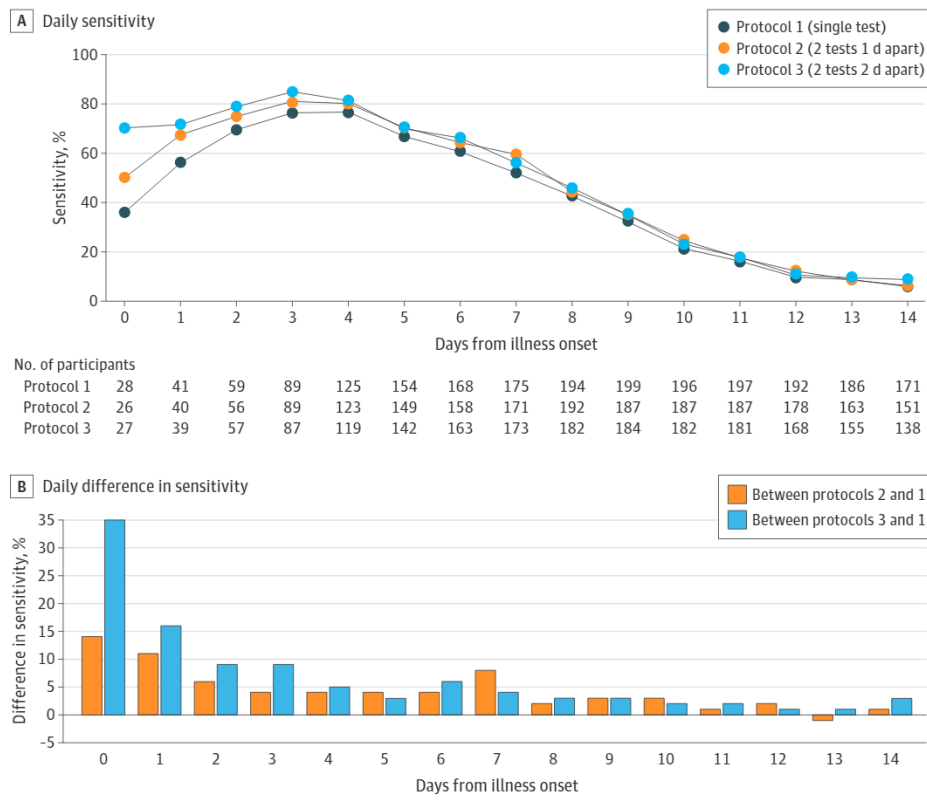 A Daily sensitivity
Protocol 1 (single test)
Protocol 2 (2 tests 1 d apart)
Protocol 3 (2 tests 2 d apart)
100
80
60
40
20
0
Sensitivity, %
0 1 2 3 4 5 6 7 8 9 10 11 12 13 14
Days from illness onset
No. of participants
Protocol 1 28 41 59 89 125 154 168 175 194 199 196 197 192 186 171
Protocol 2 26 40 56 89 123 149 158 171 192 187 187 187 178 163 151
Protocol 3 27 39 57 87 119 142 163 173 182 184 182 181 168 155 138
B Daily difference in sensitivity
Between protocols 2 and 1
Between protocols 3 and 1
35
30
25
20
15
10
5
0
−5
Difference in sensitivity, %
0 1 2 3 4 5 6 7 8 9 10 11 12 13 14
Days from illness onset